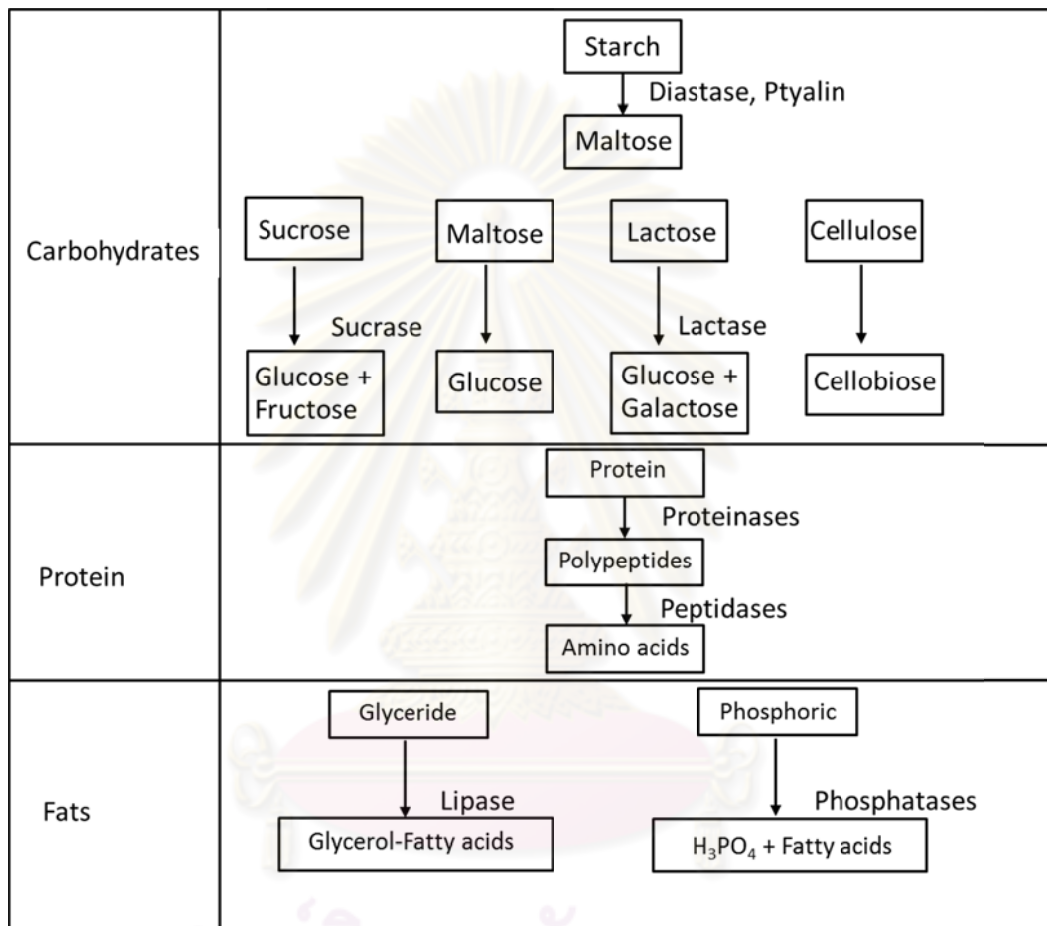 Carbohydrates
Starch
Diastase, Ptyalin
Maltose
Sucrose
Maltose
Lactose
Cellulose
Sucrase
Lactase
Glucose +
Fructose
Glucose
Glucose +
Galactose
Cellobiose
Protein
Protein
Proteinases
Polypeptides
Peptidases
Amino acids
Fats
Glyceride
Phosphoric
Lipase
Phosphatases
Glycerol-Fatty acids
H₃PO₄ + Fatty acids